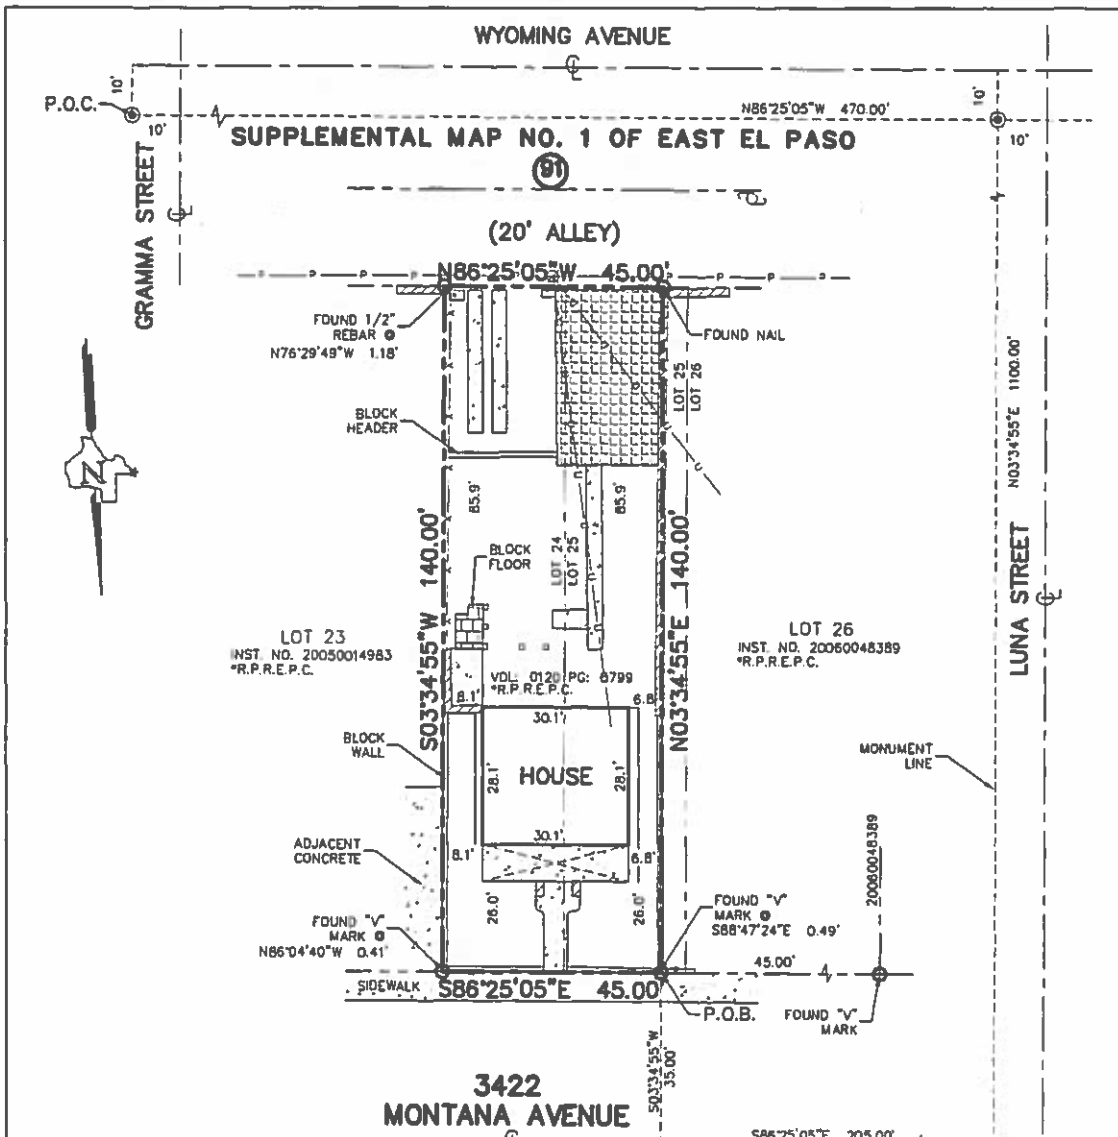 WYOMING AVENUE
10'
P.O.C.
10'
N86°25'05"W 470.00'
10'
10'
SUPPLEMENTAL MAP NO. 1 OF EAST EL PASO
91
GRAMMA STREET
(20' ALLEY)
P P P P P P P P
N86°25'05"W 45.00'
FOUND 1/2"
REBAR @
N76°29'49"W 1.18'
FOUND NAIL
LOT 25
LOT 26
BLOCK
HEADER
N
N03°34'55"E 1100.00'
LUNA STREET
85.9'
85.9'
S03°34'55"W 140.00'
N03°34'55"E 140.00'
LOT 24
LOT 25
BLOCK
FLOOR
LOT 23
INST. NO. 20050014983
*R.P.R.E.P.C.
LOT 26
INST. NO. 20060048389
*R.P.R.E.P.C.
VOL: 0120 PG: 6799
*R.P.R.E.P.C.
8.1'
6.8'
30.1'
BLOCK
WALL
28.1'
HOUSE
28.1'
MONUMENT
LINE
30.1'
ADJACENT
CONCRETE
8.1'
6.8'
26.0'
26.0'
20060048389
FOUND "V"
MARK @
N86°04'40"W 0.41'
FOUND "V"
MARK @
S88°47'24"E 0.49'
45.00'
SIDEWALK
S86°25'05"E 45.00'
P.O.B.
FOUND "V"
MARK
S03°34'55"W
35.00'
3422
MONTANA AVENUE
S86°25'05"E 205.00'